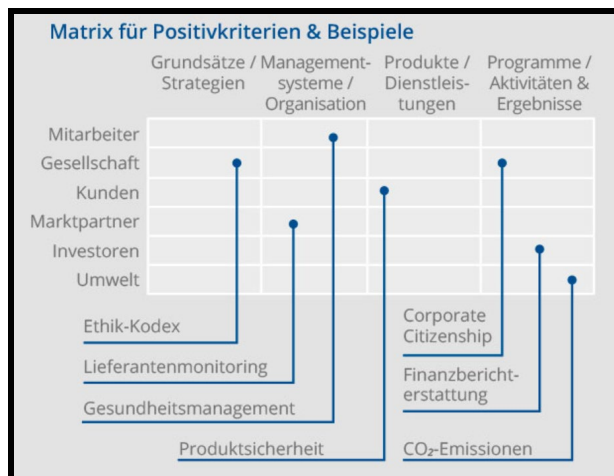 Matrix für Positivkriterien & Beispiele
Grundsätze /
Strategien
Management-
systeme /
Organisation
Produkte /
Dienstleis-
tungen
Programme /
Aktivitäten &
Ergebnisse
Mitarbeiter
Gesellschaft
Kunden
Marktpartner
Investoren
Umwelt
Ethik-Kodex
Lieferantenmonitoring
Gesundheitsmanagement
Produktsicherheit
Corporate
Citizenship
Finanzbericht-
erstattung
CO₂-Emissionen